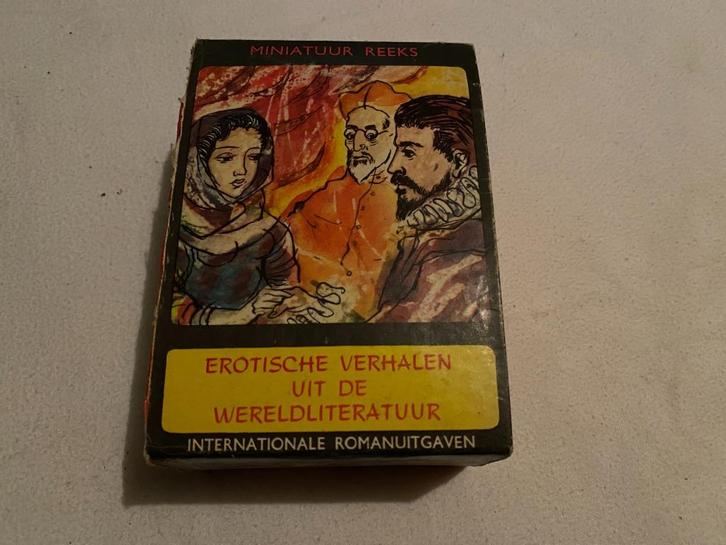 MINIATUUR REEKS
EROTISCHE VERHALEN
UIT DE
WERELDLITERATUUR
INTERNATIONALE ROMANUITGAVEN